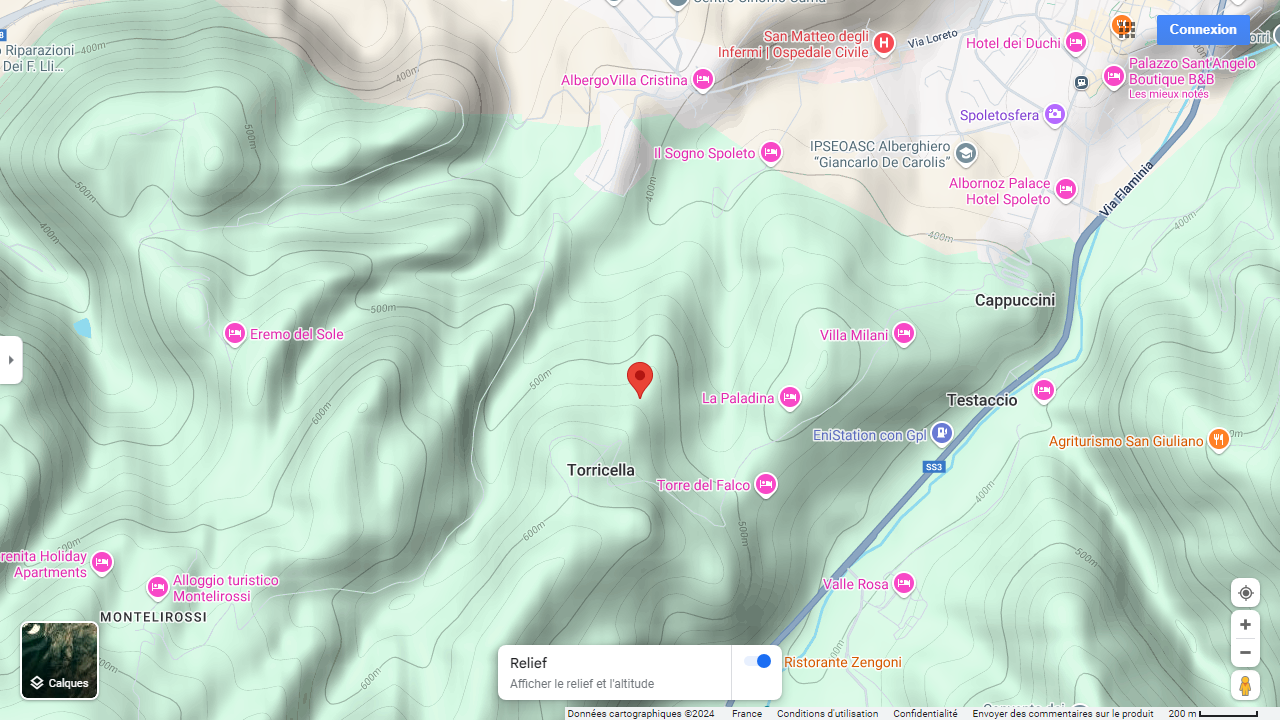 San Matteo degli
Infermi | Ospedale Civile
Via Loreto
Hotel dei Duchi
Connexion
Palazzo Sant'Angelo
Boutique B&B
Les mieux notés
Riparazioni
Dei F. Lli...
400m
400m
AlbergoVilla Cristina
Spoletosfera
500m
Il Sogno Spoleto
IPSEOASC Alberghiero
“Giancarlo De Carolis”
Albornoz Palace
Hotel Spoleto
Via Flaminia
400m
400m
400m
400m
Cappuccini
500m
Eremo del Sole
Villa Milani
500m
La Paladina
Testaccio
600m
EniStation con Gpl
Agriturismo San Giuliano
SS3
Torricella
Torre del Falco
400m
600m
500m
500m
500m
Apartments
Holiday
Alloggio turistico
Montelirossi
Valle Rosa
MONTELIROSSI
600m
Calques
Relief
Afficher le relief et l'altitude
Ristorante Zengoni
Données cartographiques ©2024 France Conditions d'utilisation Confidentialité Envoyer des commentaires sur le produit 200 m